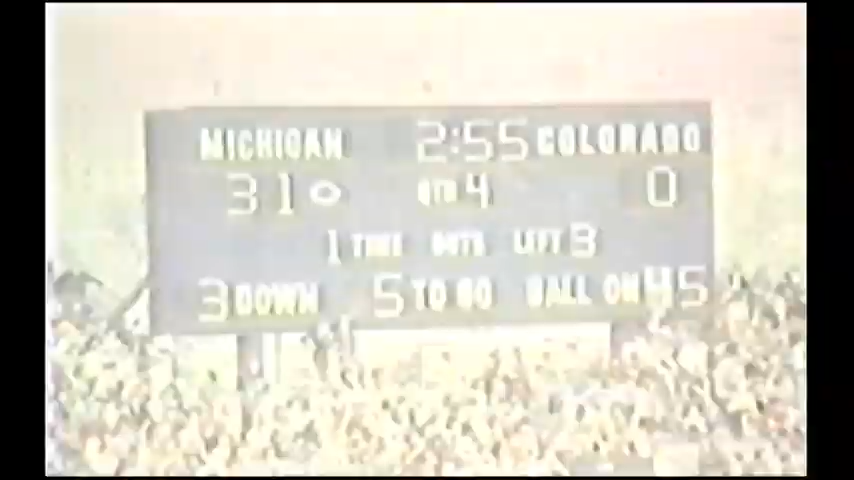 MICHIGAN 2:55 COLORADO
31 QTR 4 0
1 TIME OUTS LEFT 3
3 DOWN 5 TO GO BALL ON 45